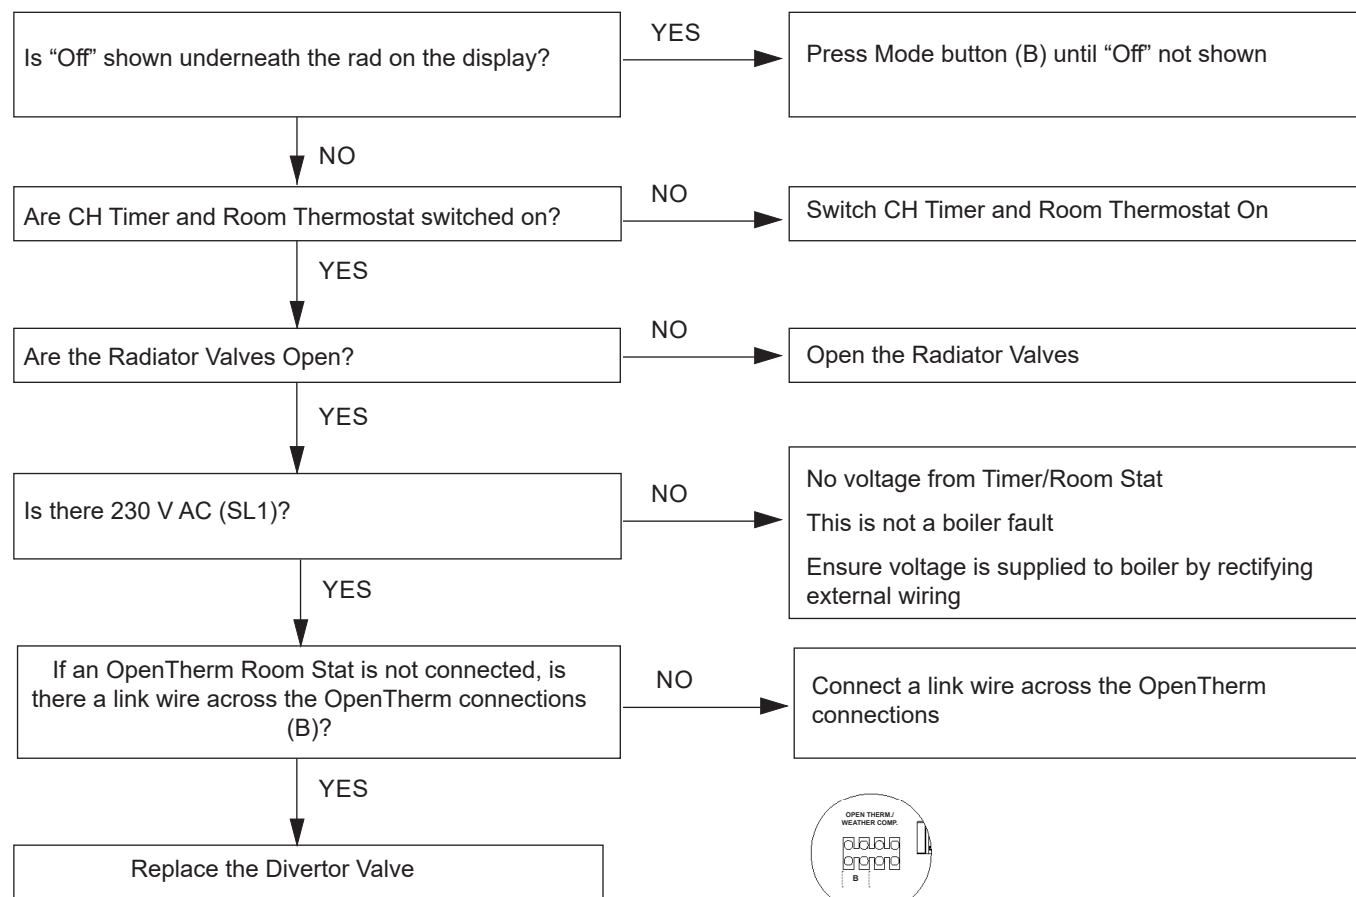 Is “Off” shown underneath the rad on the display?
YES
Press Mode button (B) until “Off” not shown
NO
Are CH Timer and Room Thermostat switched on?
NO
Switch CH Timer and Room Thermostat On
YES
Are the Radiator Valves Open?
NO
Open the Radiator Valves
YES
Is there 230 V AC (SL1)?
NO
No voltage from Timer/Room Stat
This is not a boiler fault
Ensure voltage is supplied to boiler by rectifying
external wiring
YES
If an OpenTherm Room Stat is not connected, is
there a link wire across the OpenTherm connections
(B)?
NO
Connect a link wire across the OpenTherm
connections
YES
Replace the Divertor Valve
OPEN THERM./
WEATHER COMP.
B